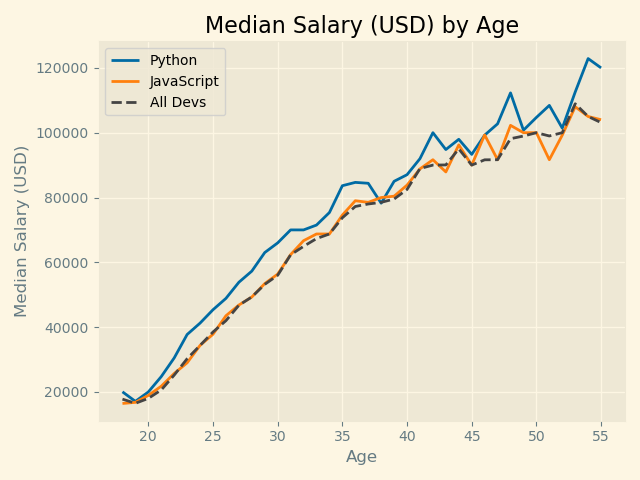 Median Salary (USD) by Age
Python
JavaScript
All Devs
Median Salary (USD)
120000
100000
80000
60000
40000
20000
20 25 30 35 40 45 50 55
Age